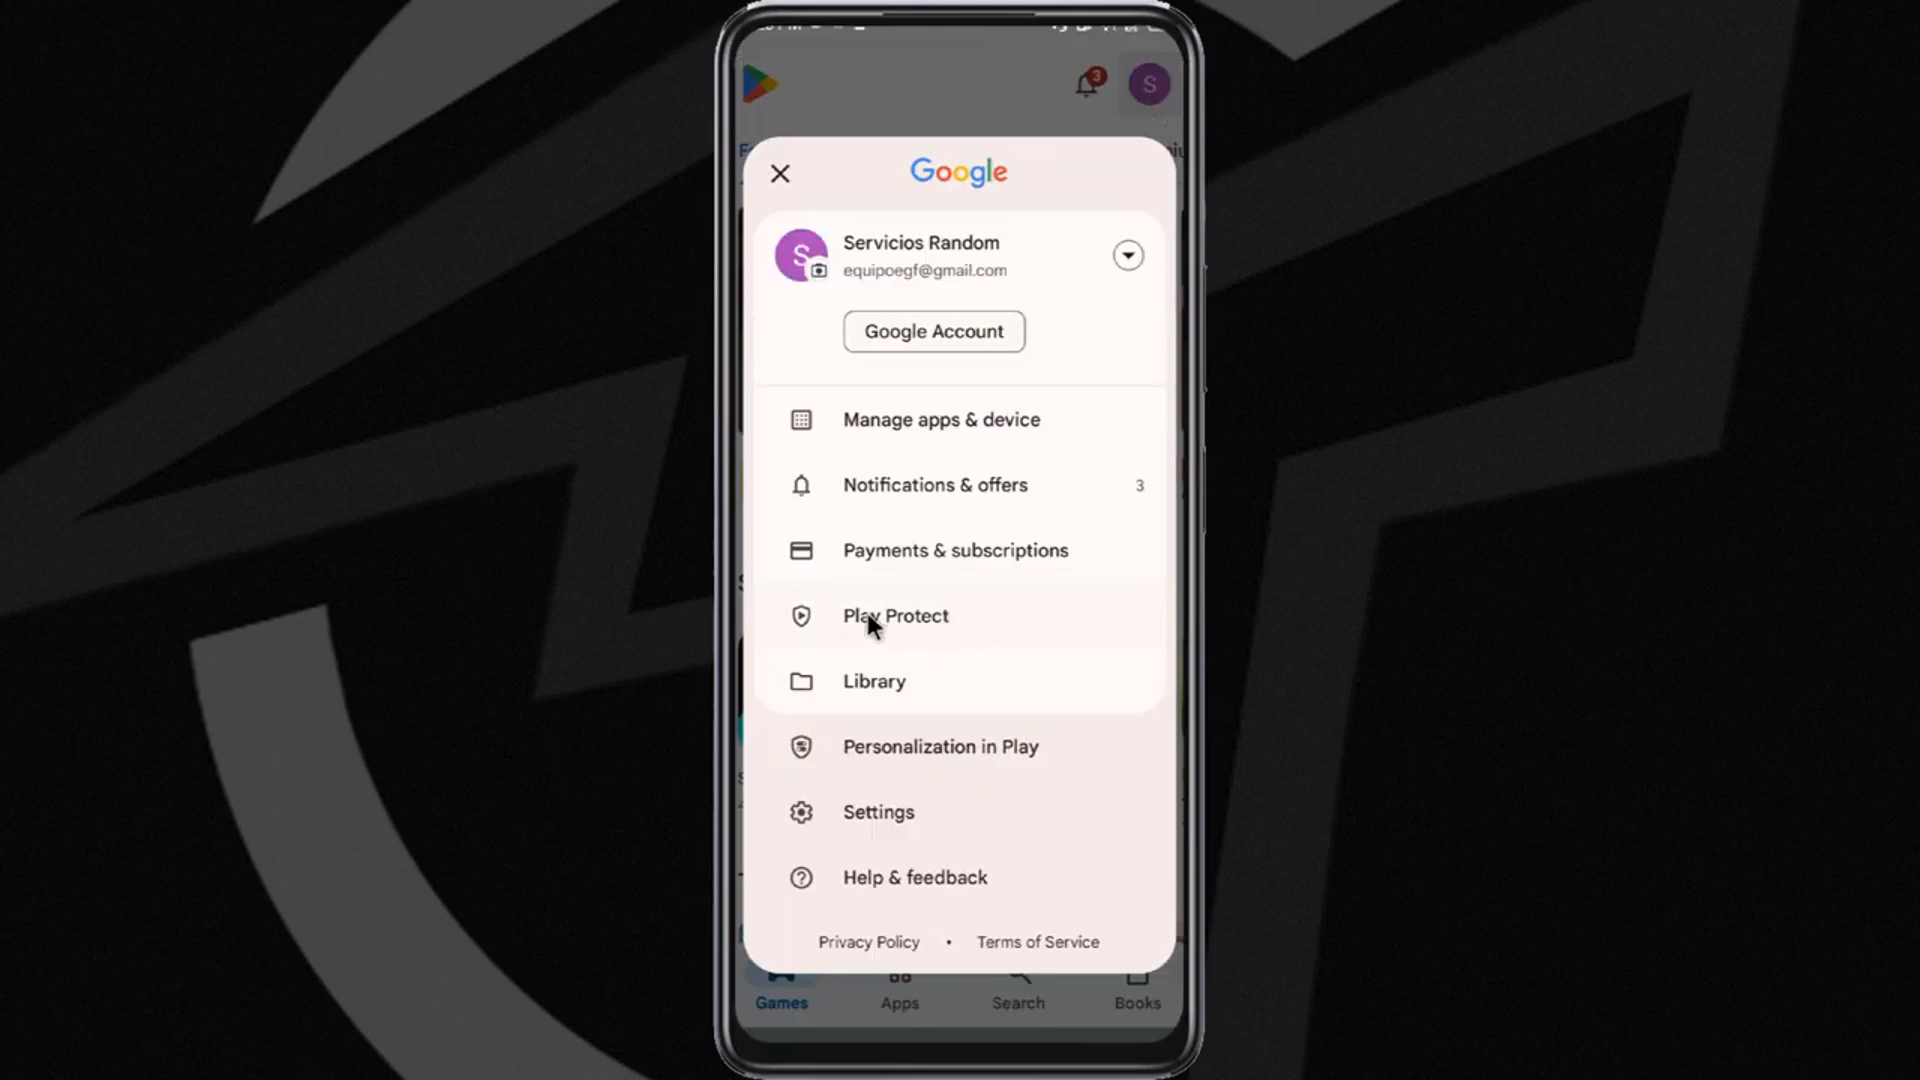 3
S
Google
S
Servicios Random
equipoegf@gmail.com
Google Account
Manage apps & device
Notifications & offers 3
Payments & subscriptions
Play Protect
Library
Personalization in Play
Settings
Help & feedback
Privacy Policy • Terms of Service
Games Apps Search Books